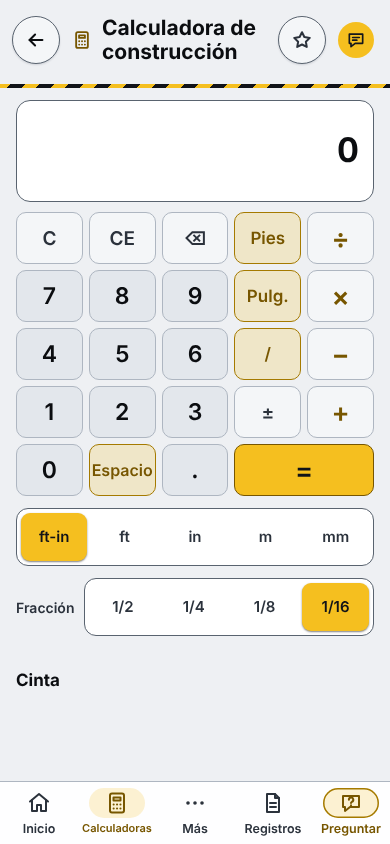 Calculadora de
construcción
0
C CE Pies ÷
7 8 9 Pulg. ×
4 5 6 / −
1 2 3 ± +
0 Espacio . =
ft-in ft in m mm
Fracción 1/2 1/4 1/8 1/16
Cinta
Inicio Calculadoras Más Registros Preguntar